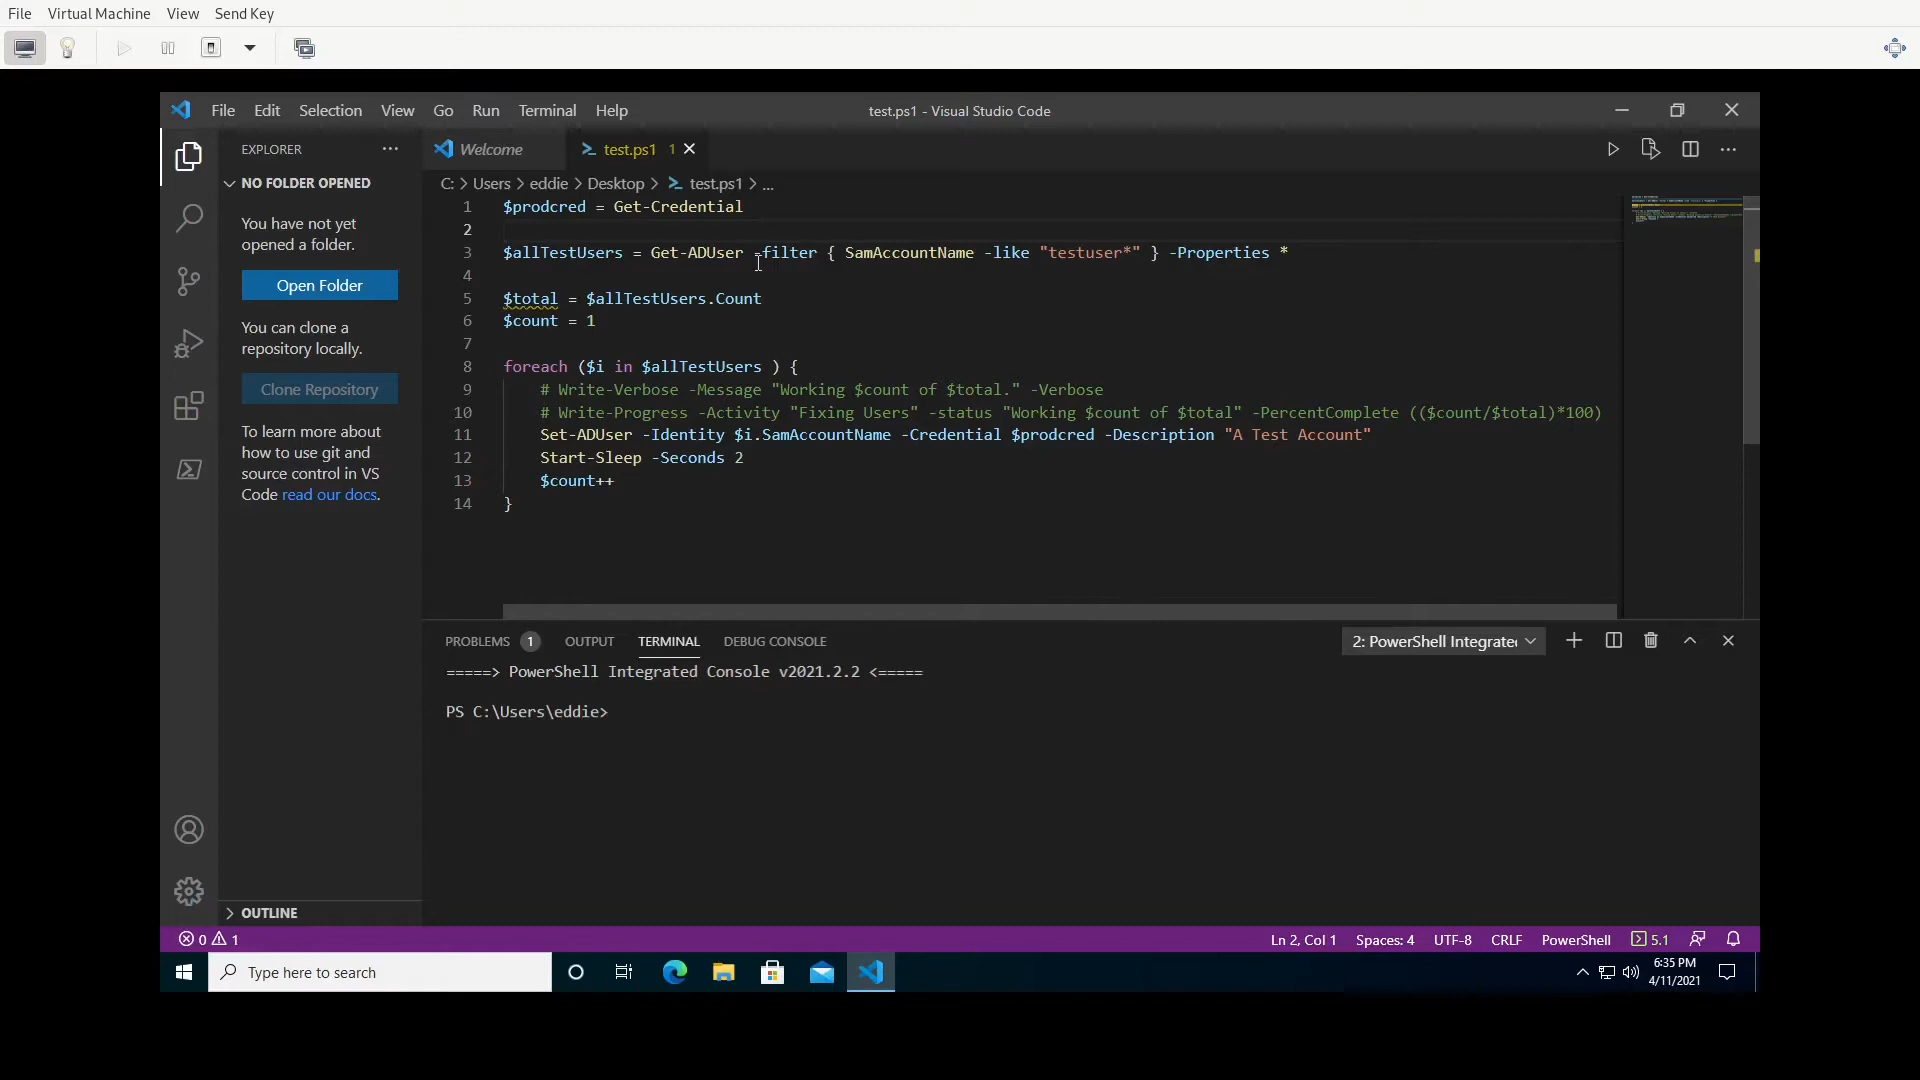 File Virtual Machine View Send Key
File Edit Selection View Go Run Terminal Help
test.ps1 - Visual Studio Code
EXPLORER
NO FOLDER OPENED
You have not yet
opened a folder.
Open Folder
You can clone a
repository locally.
Clone Repository
To learn more about
how to use git and
source control in VS
Code read our docs.
OUTLINE
Welcome
test.ps1 1
C: > Users > eddie > Desktop > test.ps1 > ...
1 $prodcred = Get-Credential
2
3 $allTestUsers = Get-ADUser -filter { SamAccountName -like "testuser*" } -Properties *
4
5 $total = $allTestUsers.Count
6 $count = 1
7
8 foreach ($i in $allTestUsers ) {
9 # Write-Verbose -Message "Working $count of $total." -Verbose
10 # Write-Progress -Activity "Fixing Users" -status "Working $count of $total" -PercentComplete (($count/$total)*100)
11 Set-ADUser -Identity $i.SamAccountName -Credential $prodcred -Description "A Test Account"
12 Start-Sleep -Seconds 2
13 $count++
14 }
PROBLEMS 1 OUTPUT TERMINAL DEBUG CONSOLE
2: PowerShell Integrate
=====> PowerShell Integrated Console v2021.2.2 <=====
PS C:\Users\eddie>
0 1
Ln 2, Col 1 Spaces: 4 UTF-8 CRLF PowerShell 5.1
Type here to search
6:35 PM
4/11/2021